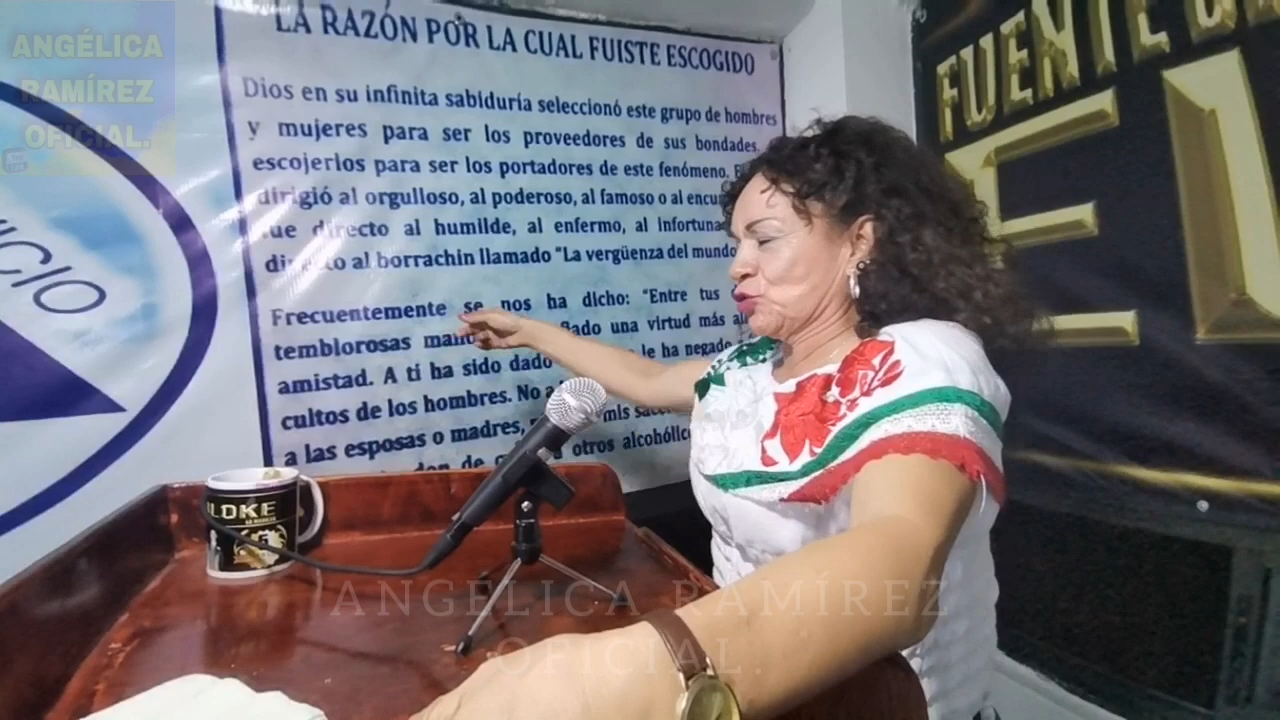 ANGÉLICA
RAMÍREZ
OFICIAL.
LA RAZÓN POR LA CUAL FUISTE ESCOGIDO
Dios en su infinita sabiduría seleccionó este grupo de hombres
y mujeres para ser los proveedores de sus bondades.
escojerlos para ser los portadores de este fenómeno.
dirigió al orgulloso, al poderoso, al famoso o al
directo al humilde, al enfermo, al
al borrachin llamado "La vergüenza del mundo
Frecuentemente se nos ha dicho: "Entre tus
temblorosas una virtud más
amistad. A ti ha sido dado le ha negado
cultos de los hombres. No
a las esposas o madres, mis
otros
FUENTE
EL
ANGÉLICA RAMÍREZ
OFICIAL.